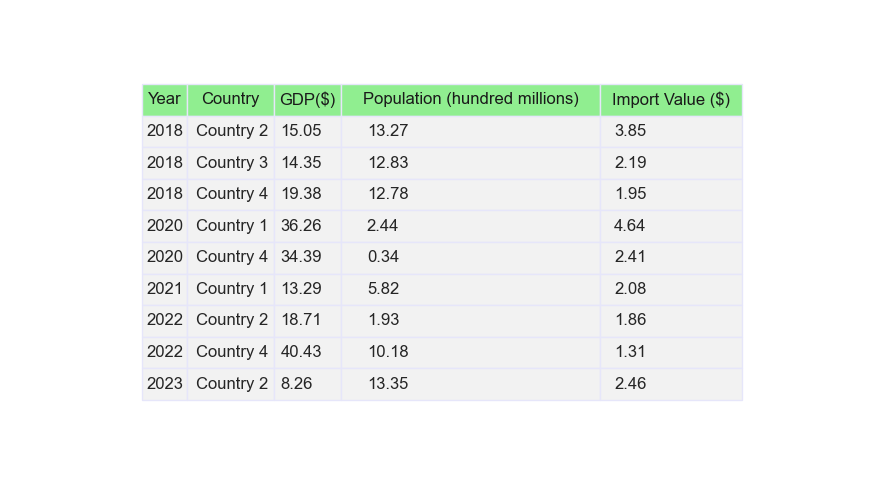 Year Country GDP($) Population (hundred millions) Import Value ($)
2018 Country 2 15.05 13.27 3.85
2018 Country 3 14.35 12.83 2.19
2018 Country 4 19.38 12.78 1.95
2020 Country 1 36.26 2.44 4.64
2020 Country 4 34.39 0.34 2.41
2021 Country 1 13.29 5.82 2.08
2022 Country 2 18.71 1.93 1.86
2022 Country 4 40.43 10.18 1.31
2023 Country 2 8.26 13.35 2.46